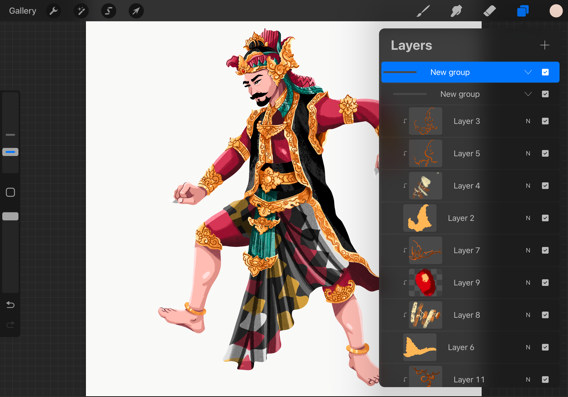 Gallery
Layers
New group
New group
Layer 3 N
Layer 5 N
Layer 4 N
Layer 2 N
Layer 7 N
Layer 9 N
Layer 8 N
Layer 6 N
Layer 11 N